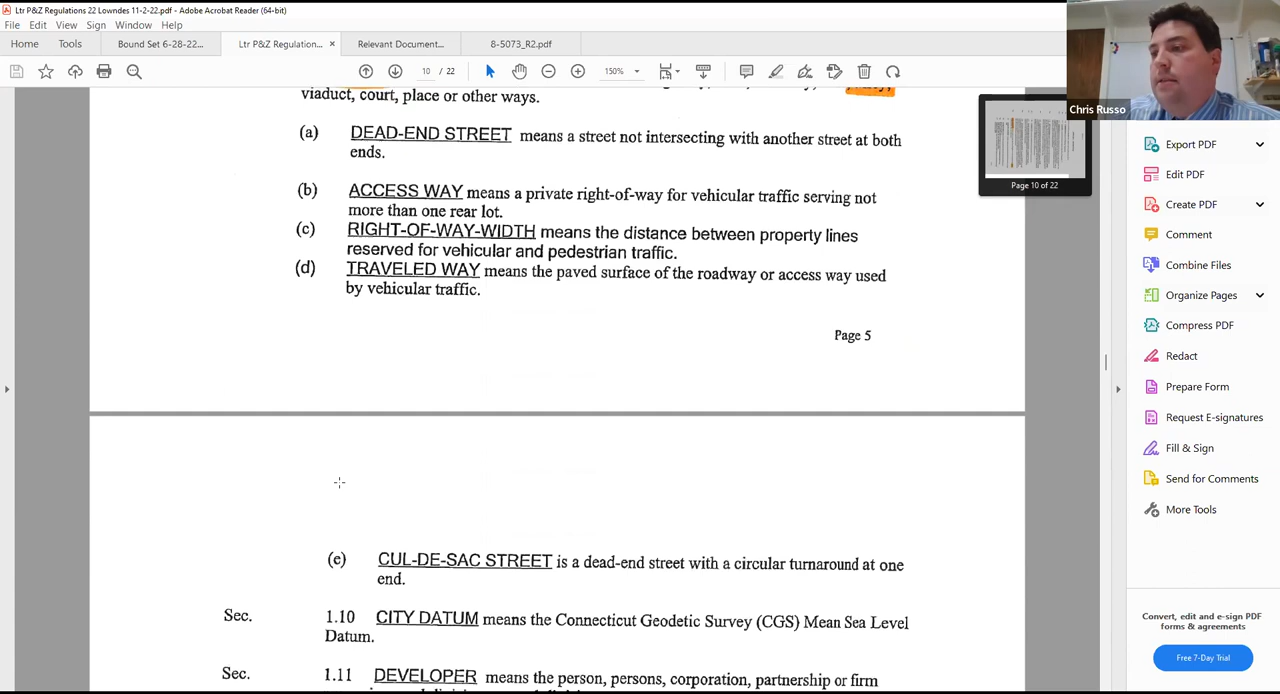 Ltr P&Z Regulations 22 Lowndes 11-2-22.pdf - Adobe Acrobat Reader (64-bit)
File Edit View Sign Window Help
Home Tools Bound Set 6-28-22... Ltr P&Z Regulation... × Relevant Document... 8-5073_R2.pdf
10 / 22 150%
Chris Russo
viaduct, court, place or other ways.
(a) DEAD-END STREET means a street not intersecting with another street at both
ends.
(b) ACCESS WAY means a private right-of-way for vehicular traffic serving not
more than one rear lot.
(c) RIGHT-OF-WAY-WIDTH means the distance between property lines
reserved for vehicular and pedestrian traffic.
(d) TRAVELED WAY means the paved surface of the roadway or access way used
by vehicular traffic.
Page 5
(e) CUL-DE-SAC STREET is a dead-end street with a circular turnaround at one
end.
Sec. 1.10 CITY DATUM means the Connecticut Geodetic Survey (CGS) Mean Sea Level
Datum.
Sec. 1.11 DEVELOPER means the person, persons, corporation, partnership or firm
Page 10 of 22
Export PDF
Edit PDF
Create PDF
Comment
Combine Files
Organize Pages
Compress PDF
Redact
Prepare Form
Request E-signatures
Fill & Sign
Send for Comments
More Tools
Convert, edit and e-sign PDF
forms & agreements
Free 7-Day Trial